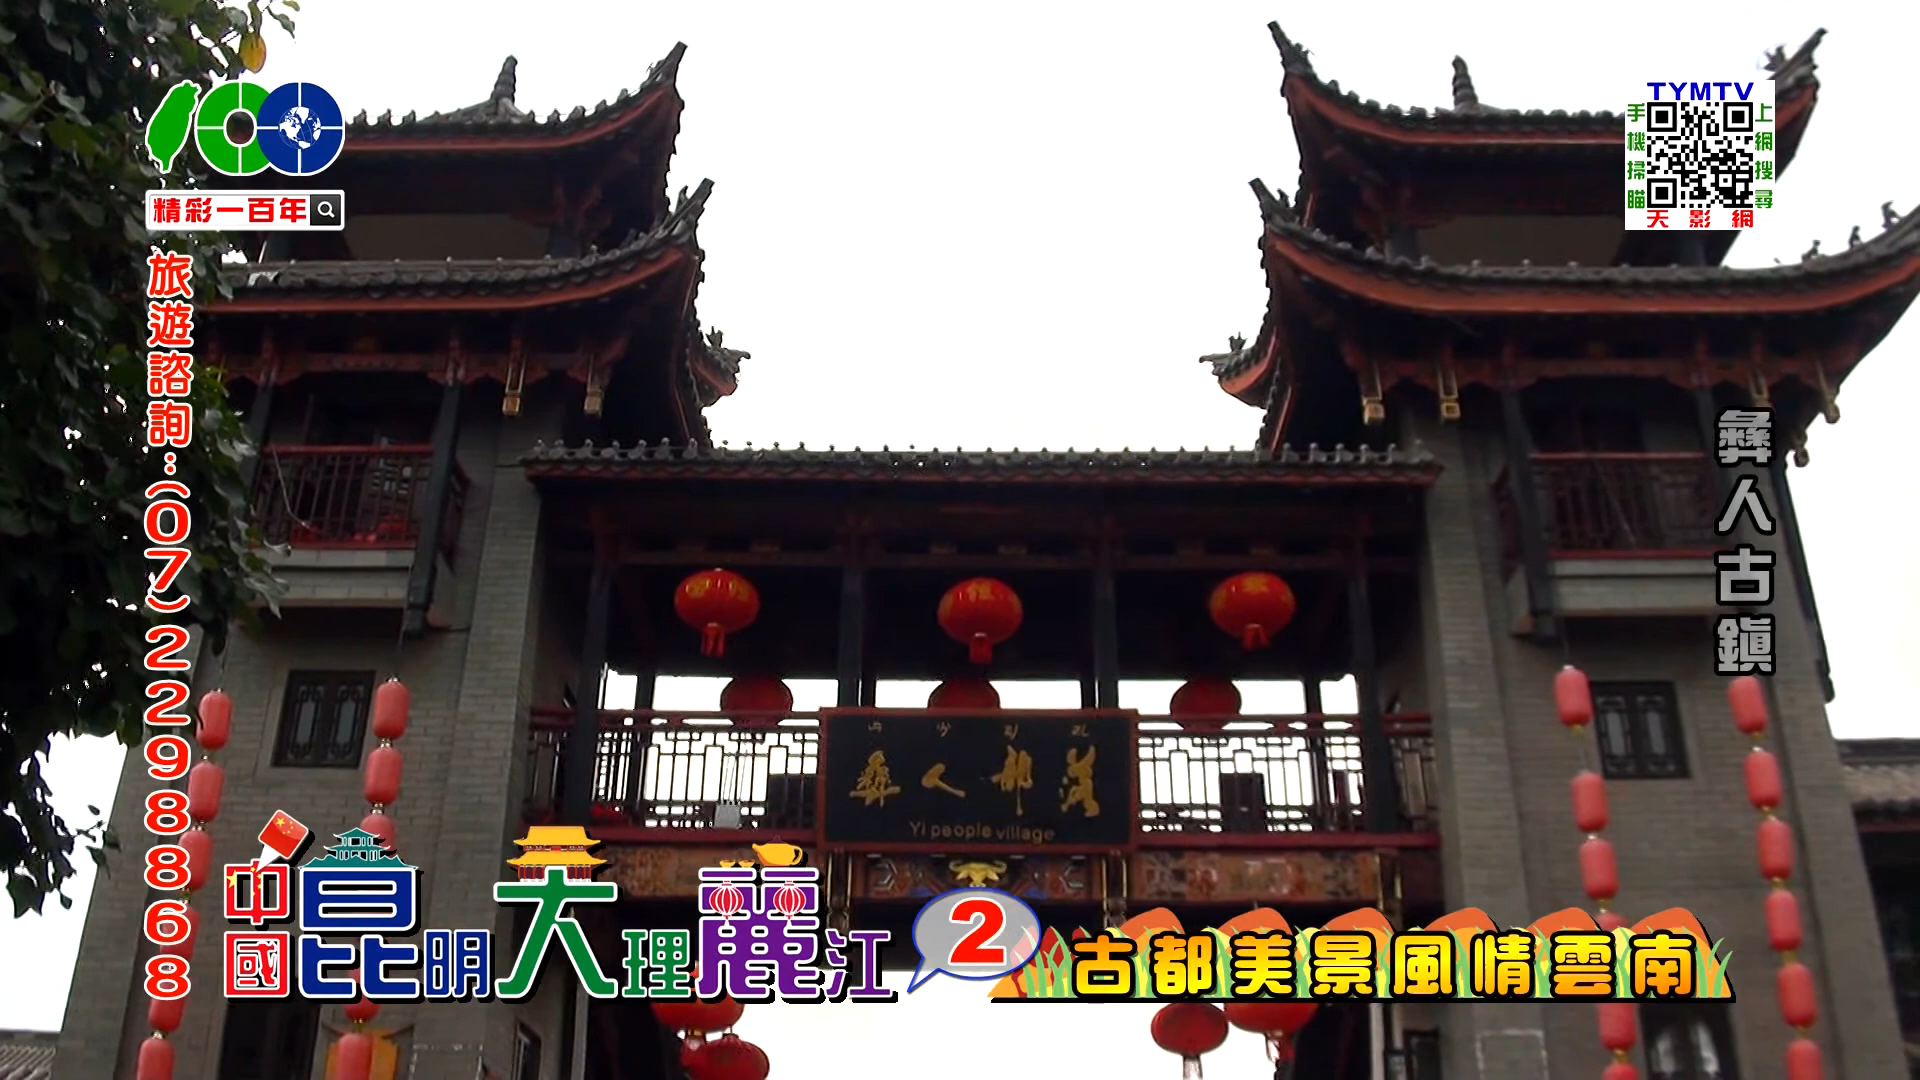 100
精彩一百年
旅遊諮詢:(07)2298868
TYMTV
手機掃瞄
上網搜尋
天影網
彝人古鎮
彝人部落
Yi people village
中國昆明大理麗江
2
古都美景風情雲南